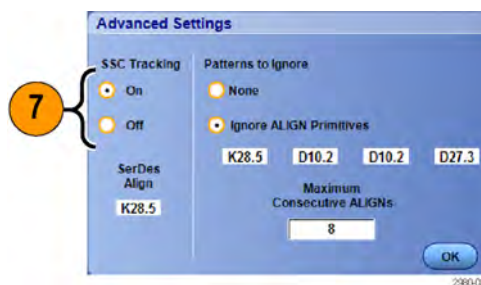 Advanced Settings
SSC Tracking
On
Off
SerDes
Align
K28.5
Patterns to Ignore
None
Ignore ALIGN Primitives
K28.5 D10.2 D10.2 D27.3
Maximum
Consecutive ALIGNs
8
OK
7